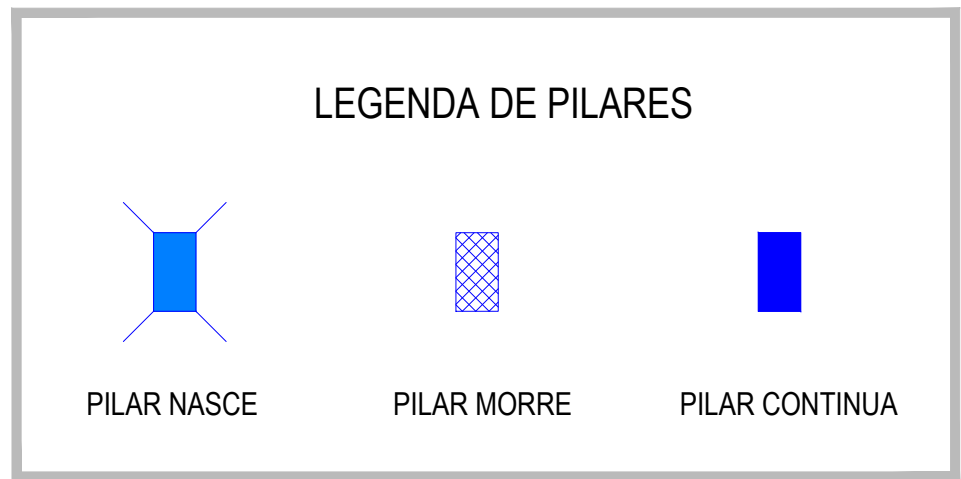 LEGENDA DE PILARES
PILAR NASCE
PILAR MORRE
PILAR CONTINUA